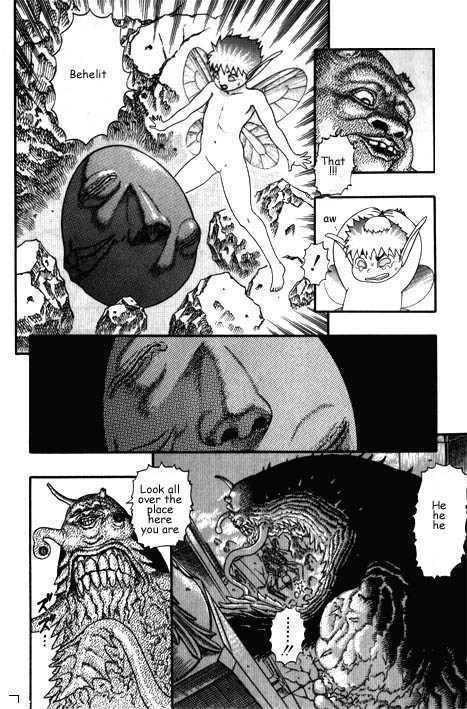 That
!!!
aw
!
Behelit
He
he
he
......!!
Look all
over the
place
here
you are